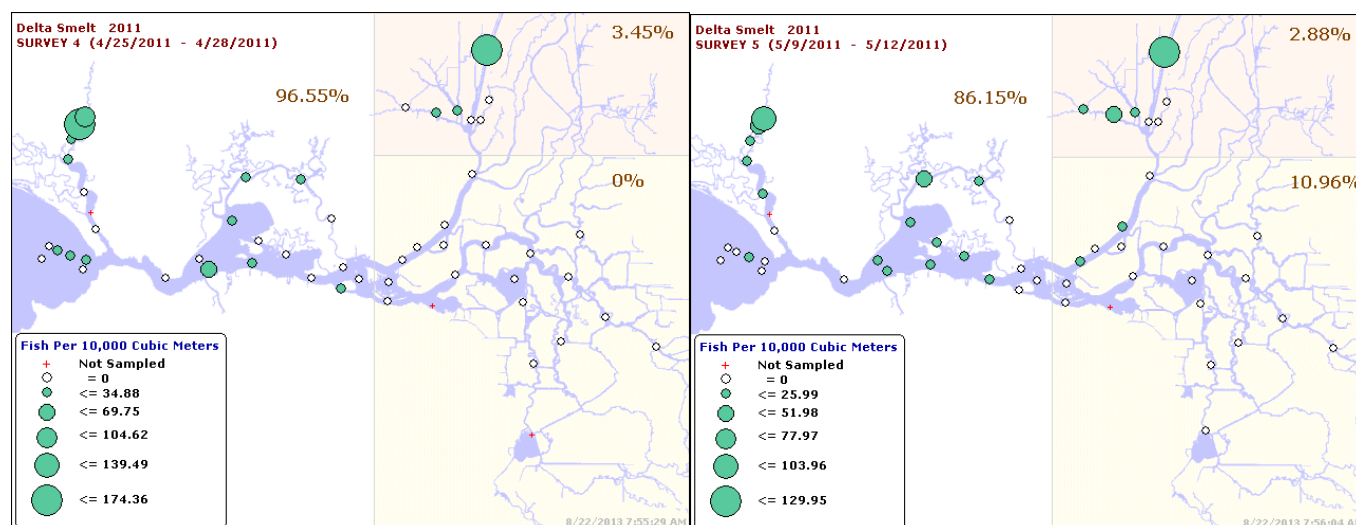 Delta Smelt 2011
SURVEY 4 (4/25/2011 - 4/28/2011)
3.45%
96.55%
0%
Fish Per 10,000 Cubic Meters
Not Sampled
= 0
<= 34.88
<= 69.75
<= 104.62
<= 139.49
<= 174.36
8/22/2013 7:55:29 AM
Delta Smelt 2011
SURVEY 5 (5/9/2011 - 5/12/2011)
2.88%
86.15%
10.96%
Fish Per 10,000 Cubic Meters
Not Sampled
= 0
<= 25.99
<= 51.98
<= 77.97
<= 103.96
<= 129.95
8/22/2013 7:56:04 AM